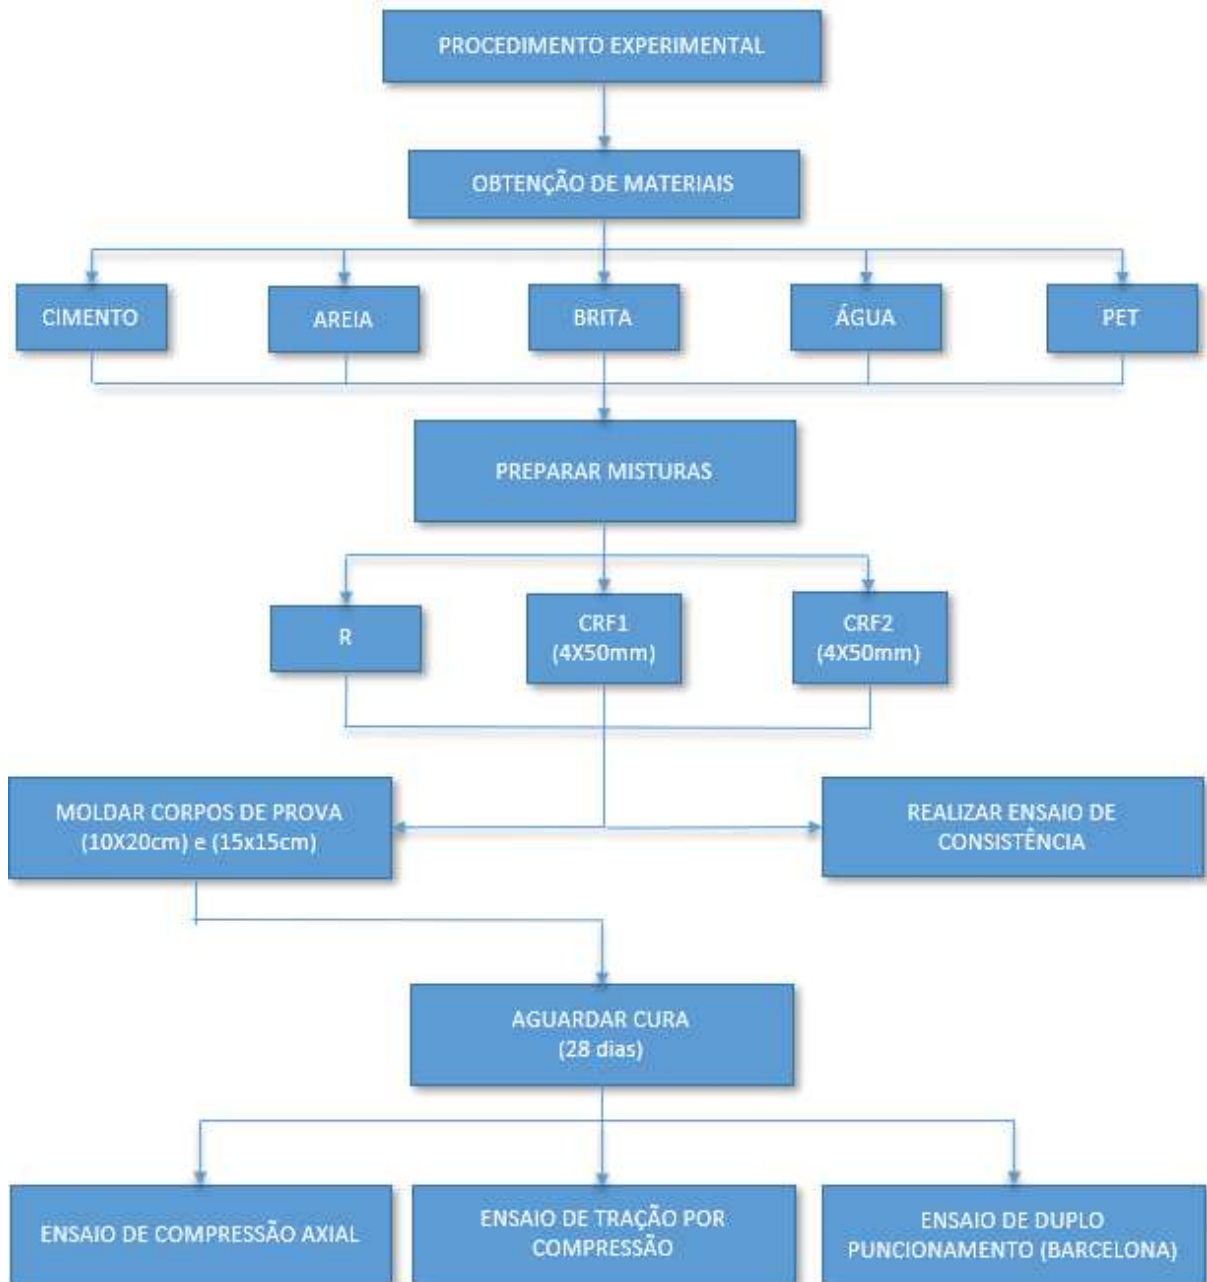 PROCEDIMENTO EXPERIMENTAL
OBTENÇÃO DE MATERIAIS
CIMENTO
AREIA
BRITA
ÁGUA
PET
PREPARAR MISTURAS
R
CRF1
(4X50mm)
CRF2
(4X50mm)
MOLDAR CORPOS DE PROVA
(10X20cm) e (15x15cm)
REALIZAR ENSAIO DE
CONSISTÊNCIA
AGUARDAR CURA
(28 dias)
ENSAIO DE COMPRESSÃO AXIAL
ENSAIO DE TRAÇÃO POR
COMPRESSÃO
ENSAIO DE DUPLO
PUNCIONAMENTO (BARCELONA)